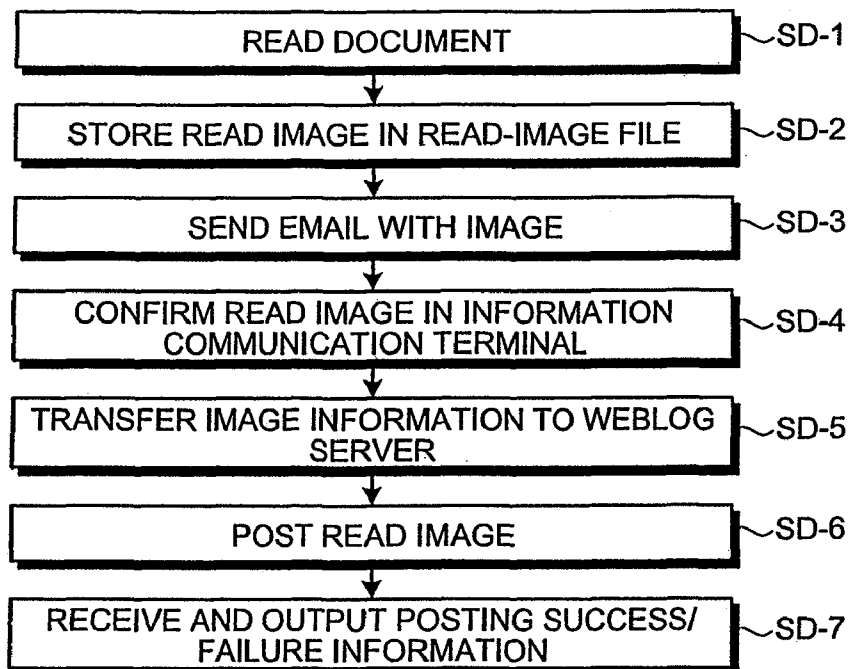 READ DOCUMENT
SD-1
STORE READ IMAGE IN READ-IMAGE FILE
SD-2
SEND EMAIL WITH IMAGE
SD-3
CONFIRM READ IMAGE IN INFORMATION
COMMUNICATION TERMINAL
SD-4
TRANSFER IMAGE INFORMATION TO WEBLOG
SERVER
SD-5
POST READ IMAGE
SD-6
RECEIVE AND OUTPUT POSTING SUCCESS/
FAILURE INFORMATION
SD-7